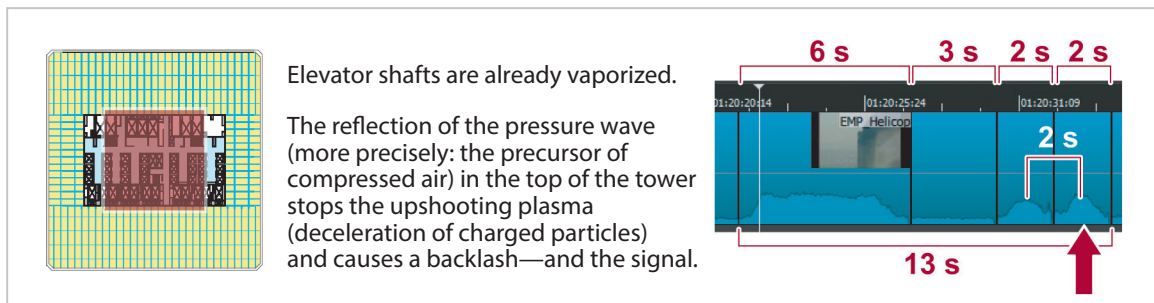 Elevator shafts are already vaporized.
The reflection of the pressure wave
(more precisely: the precursor of
compressed air) in the top of the tower
stops the upshooting plasma
(deceleration of charged particles)
and causes a backlash—and the signal.
6 s 3 s 2 s 2 s
01:20:20:14 01:20:25:24 01:20:31:09
EMP_Helicop
2 s
13 s